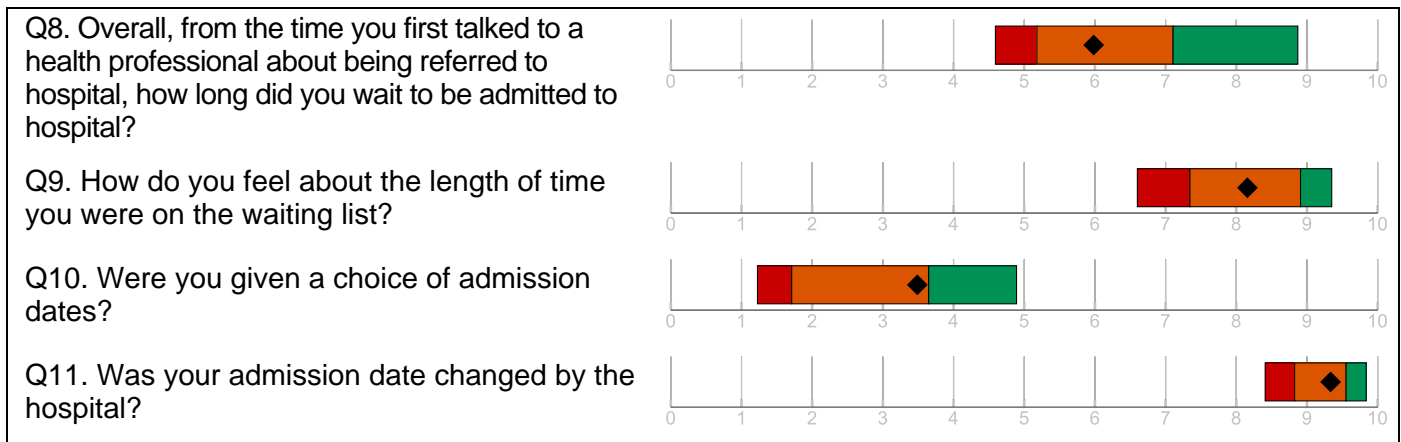 Q8. Overall, from the time you first talked to a
health professional about being referred to
hospital, how long did you wait to be admitted to
hospital?
0 1 2 3 4 5 6 7 8 9 10
Q9. How do you feel about the length of time
you were on the waiting list?
0 1 2 3 4 5 6 7 8 9 10
Q10. Were you given a choice of admission
dates?
0 1 2 3 4 5 6 7 8 9 10
Q11. Was your admission date changed by the
hospital?
0 1 2 3 4 5 6 7 8 9 10